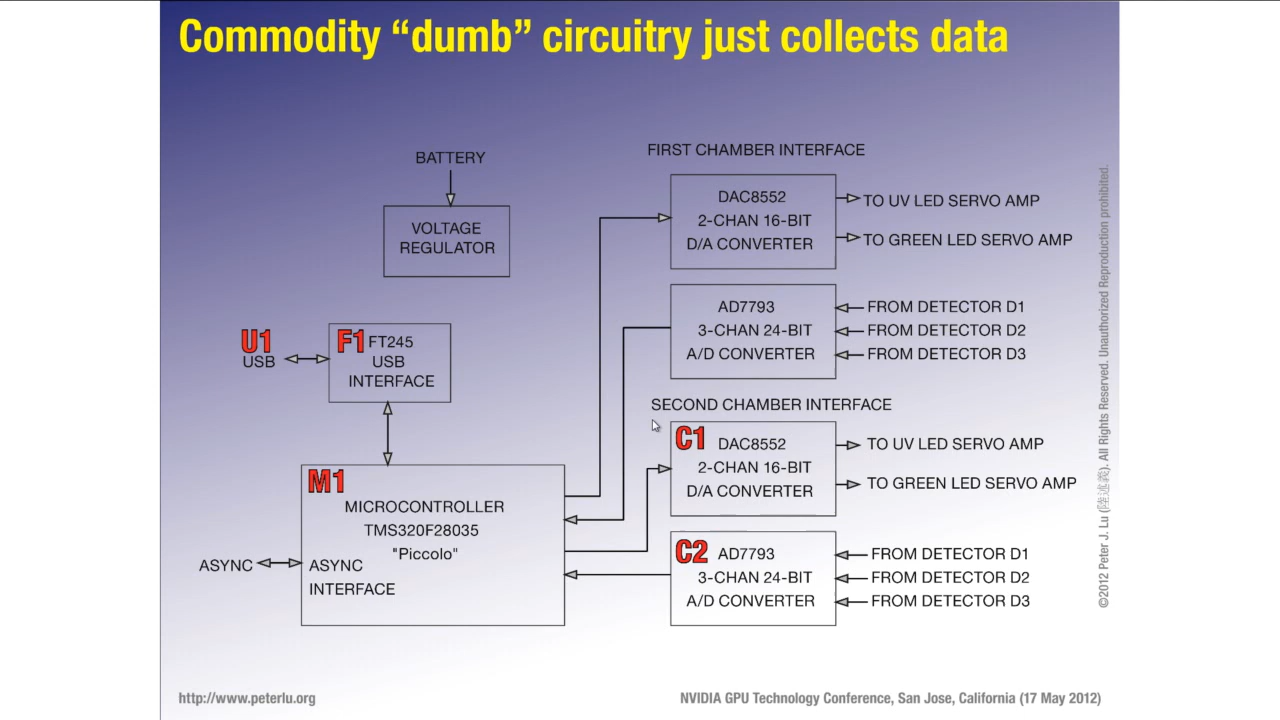 Commodity “dumb” circuitry just collects data
BATTERY
VOLTAGE
REGULATOR
U1
USB
F1 FT245
USB
INTERFACE
M1
MICROCONTROLLER
TMS320F28035
"Piccolo"
ASYNC
ASYNC
INTERFACE
FIRST CHAMBER INTERFACE
DAC8552
2-CHAN 16-BIT
D/A CONVERTER
TO UV LED SERVO AMP
TO GREEN LED SERVO AMP
AD7793
3-CHAN 24-BIT
A/D CONVERTER
FROM DETECTOR D1
FROM DETECTOR D2
FROM DETECTOR D3
SECOND CHAMBER INTERFACE
C1 DAC8552
2-CHAN 16-BIT
D/A CONVERTER
TO UV LED SERVO AMP
TO GREEN LED SERVO AMP
C2 AD7793
3-CHAN 24-BIT
A/D CONVERTER
FROM DETECTOR D1
FROM DETECTOR D2
FROM DETECTOR D3
©2012 Peter J. Lu (陸述義). All Rights Reserved. Unauthorized Reproduction prohibited.
http://www.peterlu.org
NVIDIA GPU Technology Conference, San Jose, California (17 May 2012)